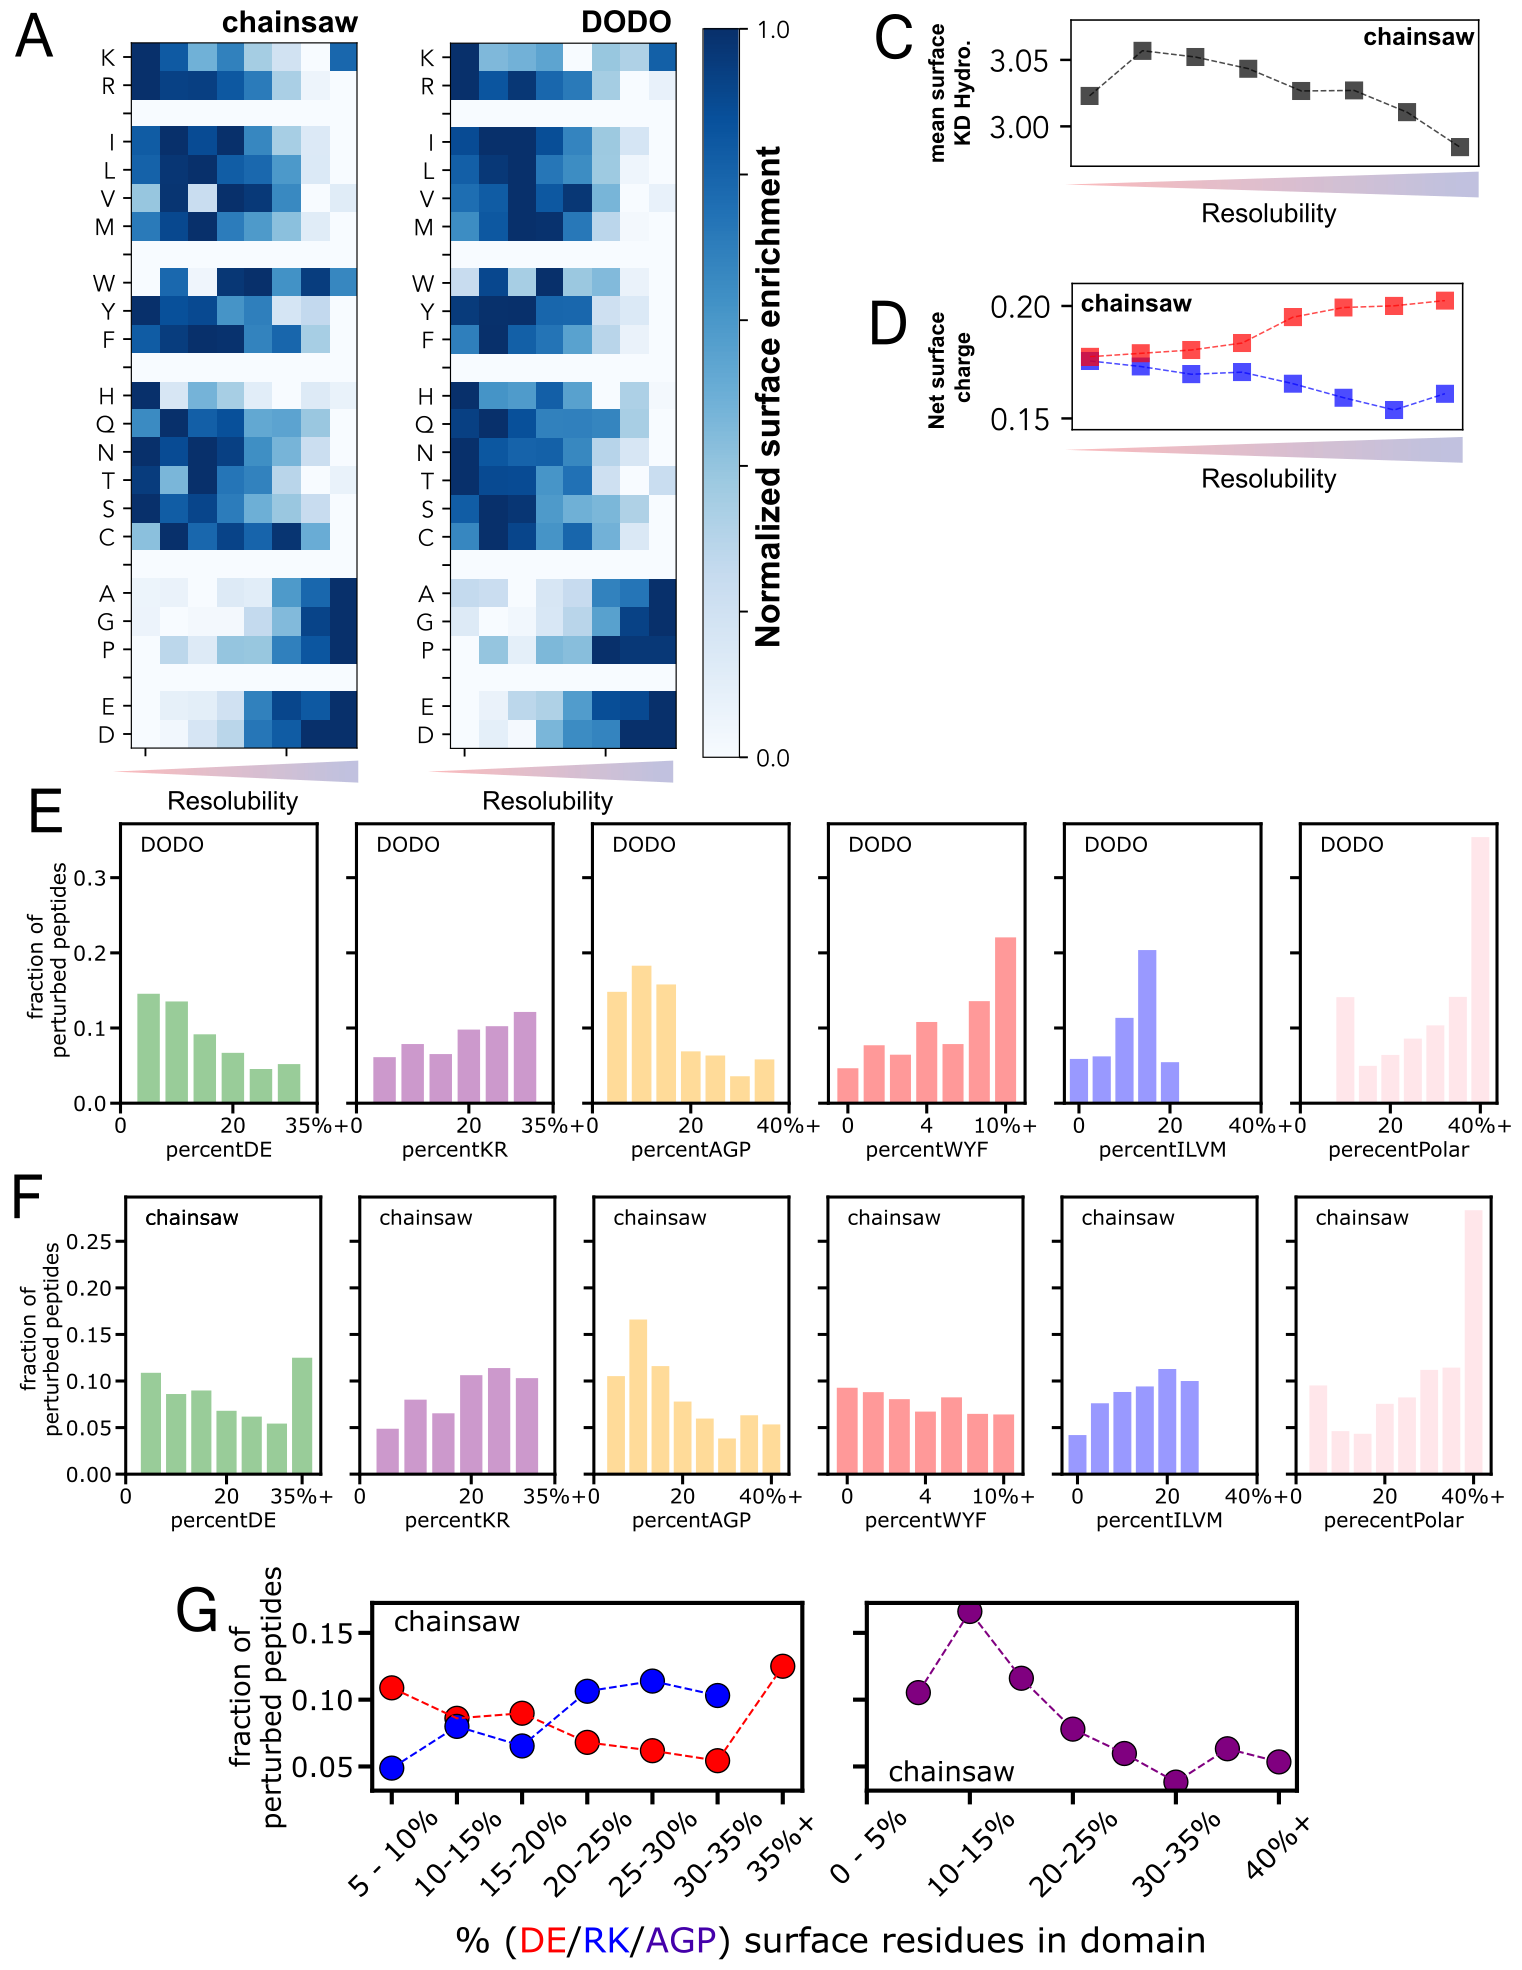 A
chainsaw
DODO
K
R
I
L
V
M
W
Y
F
H
Q
N
T
S
C
A
G
P
E
D
Resolubility
K
R
I
L
V
M
W
Y
F
H
Q
N
T
S
C
A
G
P
E
D
Resolubility
1.0
0.0
Normalized surface enrichment
C
mean surface
KD Hydro.
3.05
3.00
chainsaw
Resolubility
D
Net surface
charge
0.20
0.15
chainsaw
Resolubility
E
fraction of
perturbed peptides
0.3
0.2
0.1
0.0
DODO
0 20 35%+
percentDE
DODO
0 20 35%+
percentKR
DODO
0 20 40%+
percentAGP
DODO
0 4 10%+
percentWYF
DODO
0 20 40%+
percentILVM
DODO
0 20 40%+
perecentPolar
F
fraction of
perturbed peptides
0.25
0.20
0.15
0.10
0.05
0.00
chainsaw
0 20 35%+
percentDE
chainsaw
0 20 35%+
percentKR
chainsaw
0 20 40%+
percentAGP
chainsaw
0 4 10%+
percentWYF
chainsaw
0 20 40%+
percentILVM
chainsaw
0 20 40%+
perecentPolar
G
fraction of
perturbed peptides
0.15
0.10
0.05
chainsaw
5 - 10%
10-15%
15-20%
20-25%
25-30%
30-35%
35%+
chainsaw
0 - 5%
10-15%
20-25%
30-35%
40%+
% (DE/RK/AGP) surface residues in domain